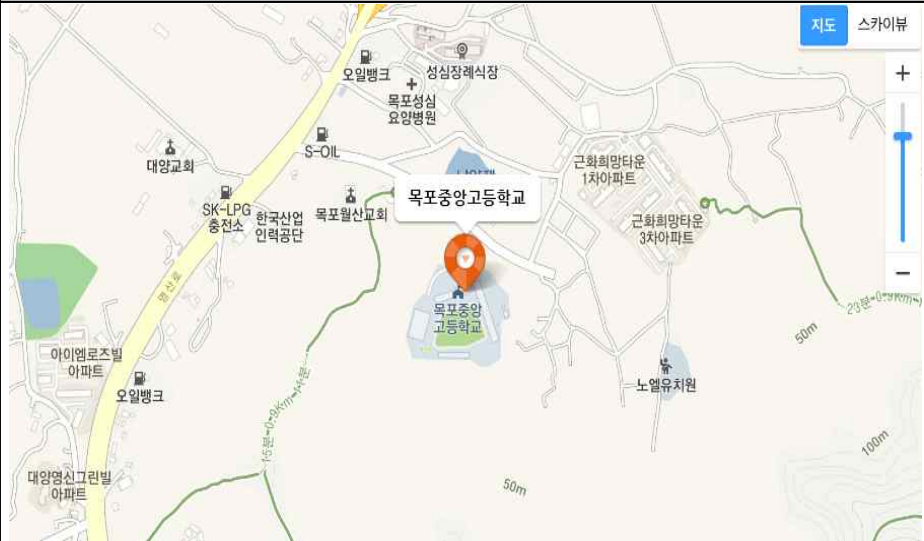 지도 스카이뷰
+
오일뱅크
성심장례식장
목포성심
요양병원
S-OIL
대양교회
근화희망타운
1차아파트
목포중앙고등학교
SK-LPG
충전소
한국산업
인력공단
목포월산교회
근화희망타운
3차아파트
영산로
−
목포중앙
고등학교
50m
아이엠로즈빌
아파트
오일뱅크
노엘유치원
100m
대양영신그린빌
아파트
50m